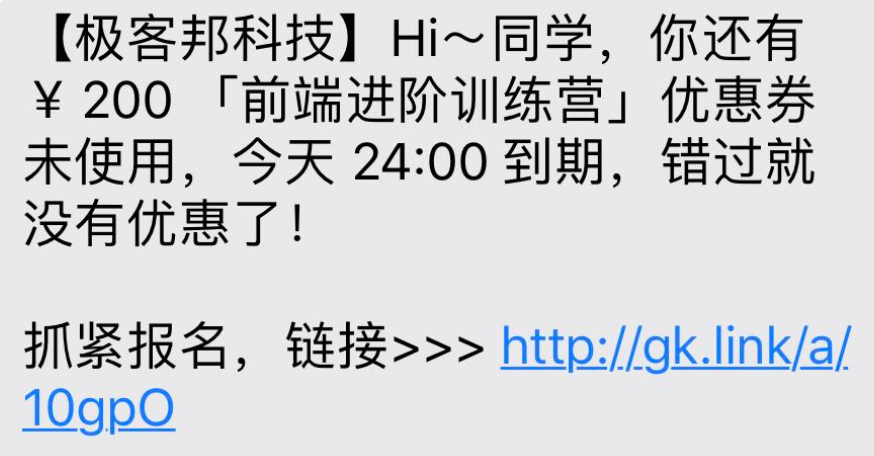 【极客邦科技】Hi～同学，你还有
¥ 200 「前端进阶训练营」优惠券
未使用，今天 24:00 到期，错过就
没有优惠了！
抓紧报名，链接>>> http://gk.link/a/
10gpO